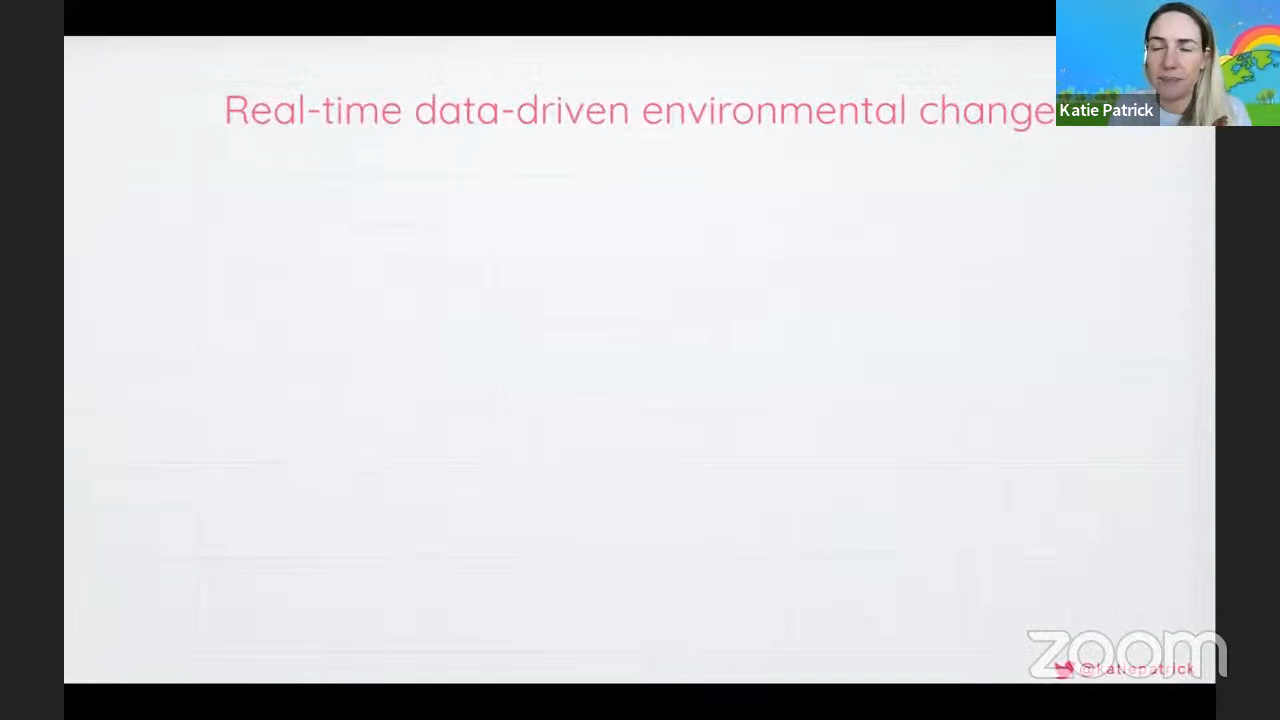 Real-time data-driven environmental change
Katie Patrick
zoom
@katiepatrick